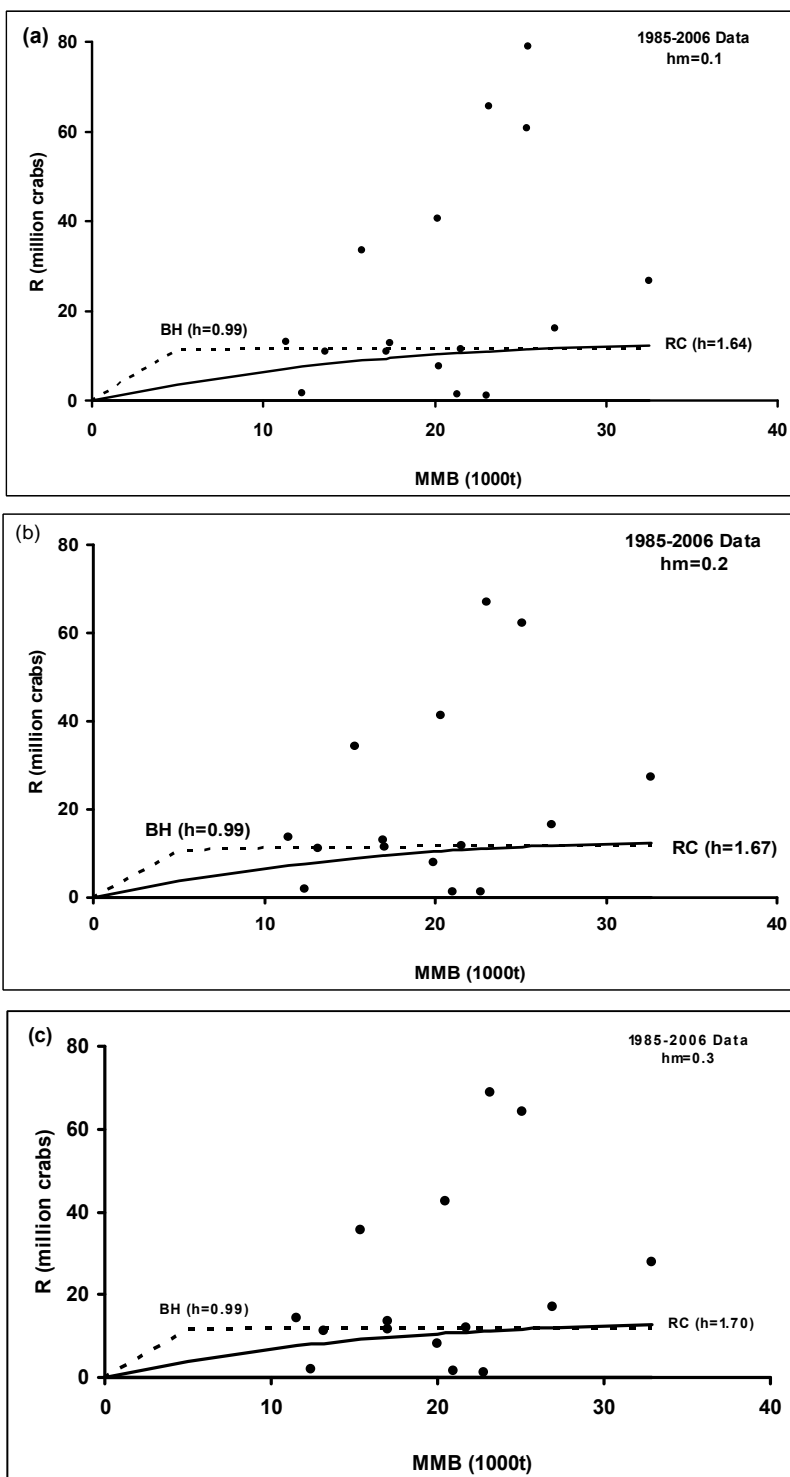 (a)
1985-2006 Data
hm=0.1
80
60
40
20
0
R (million crabs)
BH (h=0.99)
RC (h=1.64)
0 10 20 30 40
MMB (1000t)
(b)
1985-2006 Data
hm=0.2
80
60
40
20
0
R (million crabs)
BH (h=0.99)
RC (h=1.67)
0 10 20 30 40
MMB (1000t)
(c)
1985-2006 Data
hm=0.3
80
60
40
20
0
R (million crabs)
BH (h=0.99)
RC (h=1.70)
0 10 20 30 40
MMB (1000t)